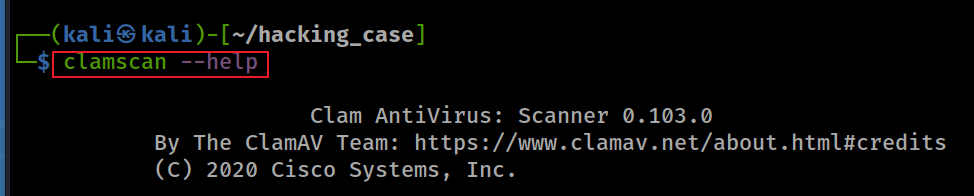 ┌──(kali㉿kali)-[~/hacking_case]
└─$ clamscan --help
Clam AntiVirus: Scanner 0.103.0
By The ClamAV Team: https://www.clamav.net/about.html#credits
(C) 2020 Cisco Systems, Inc.